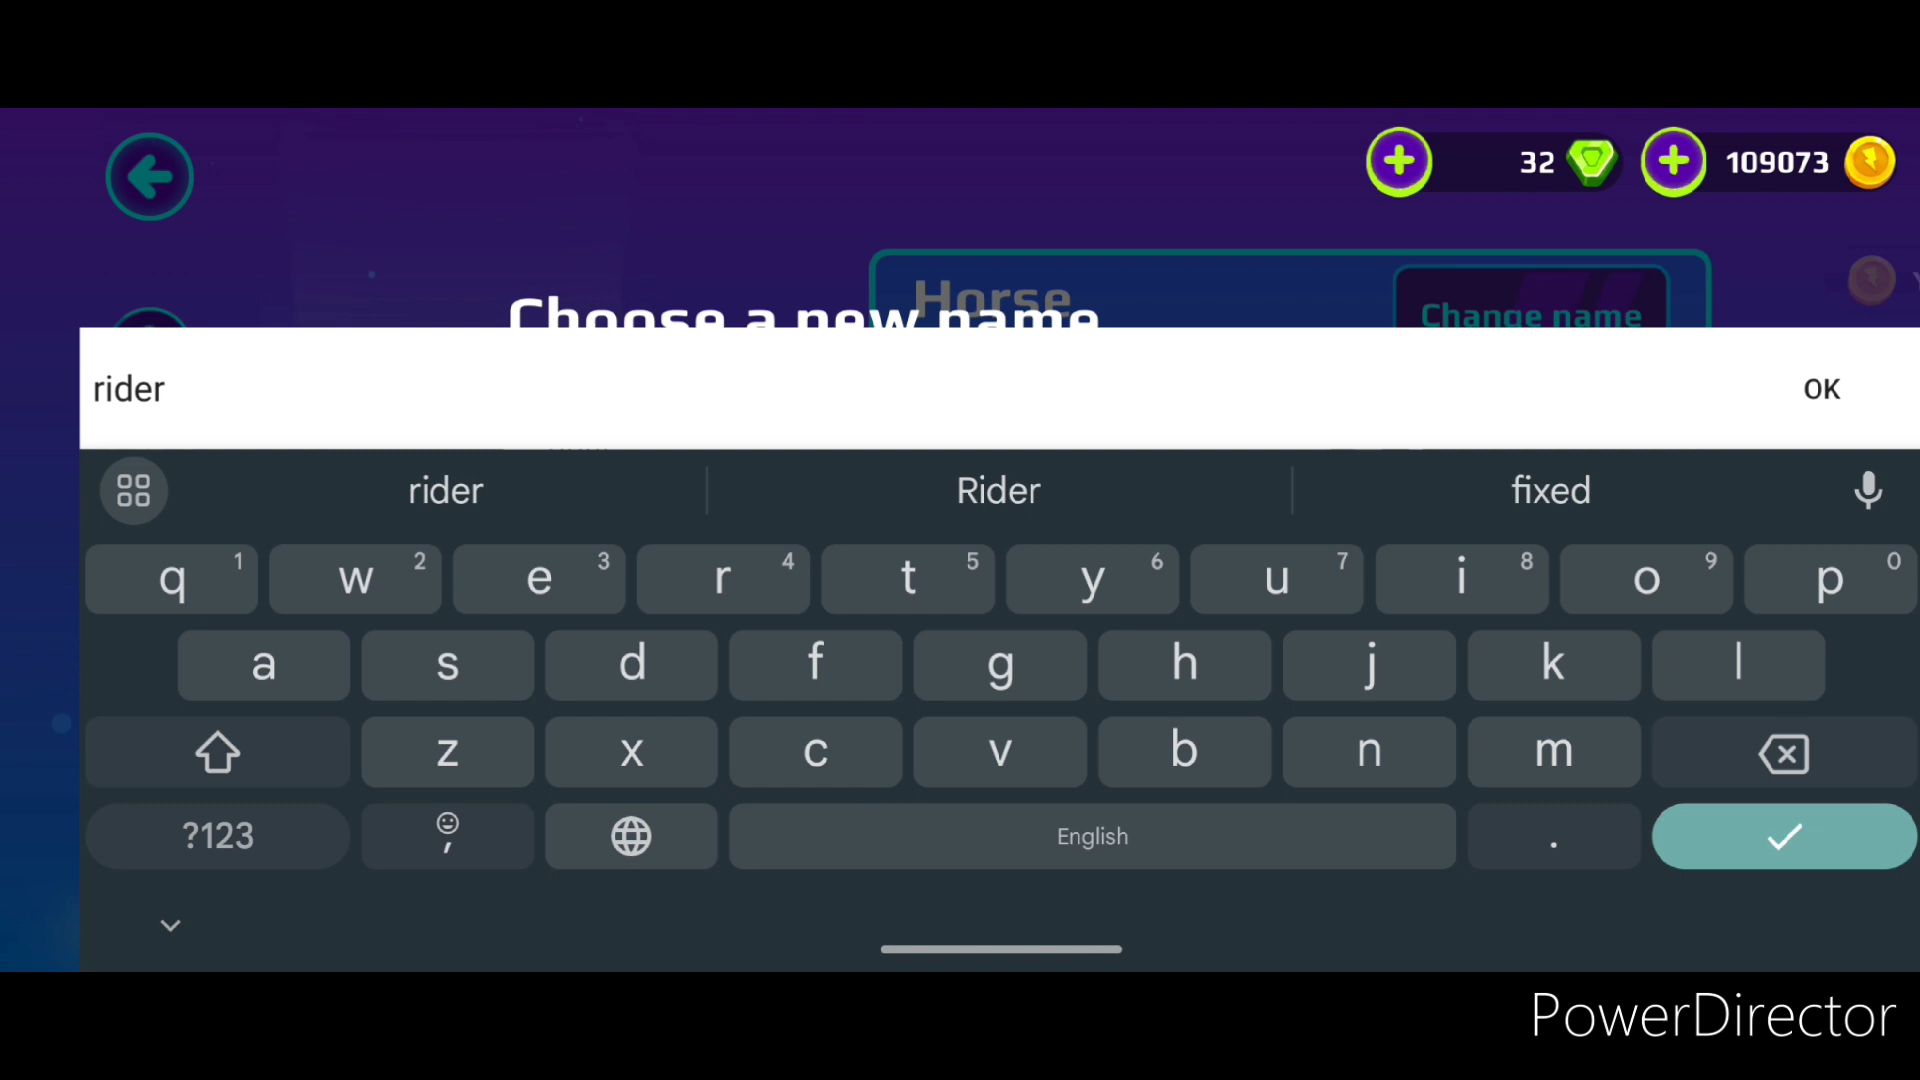 32
109073
Horse
Change name
Choose a new name
rider
OK
rider Rider fixed
q 1 w 2 e 3 r 4 t 5 y 6 u 7 i 8 o 9 p 0
a s d f g h j k l
z x c v b n m
?123 , English .
PowerDirector